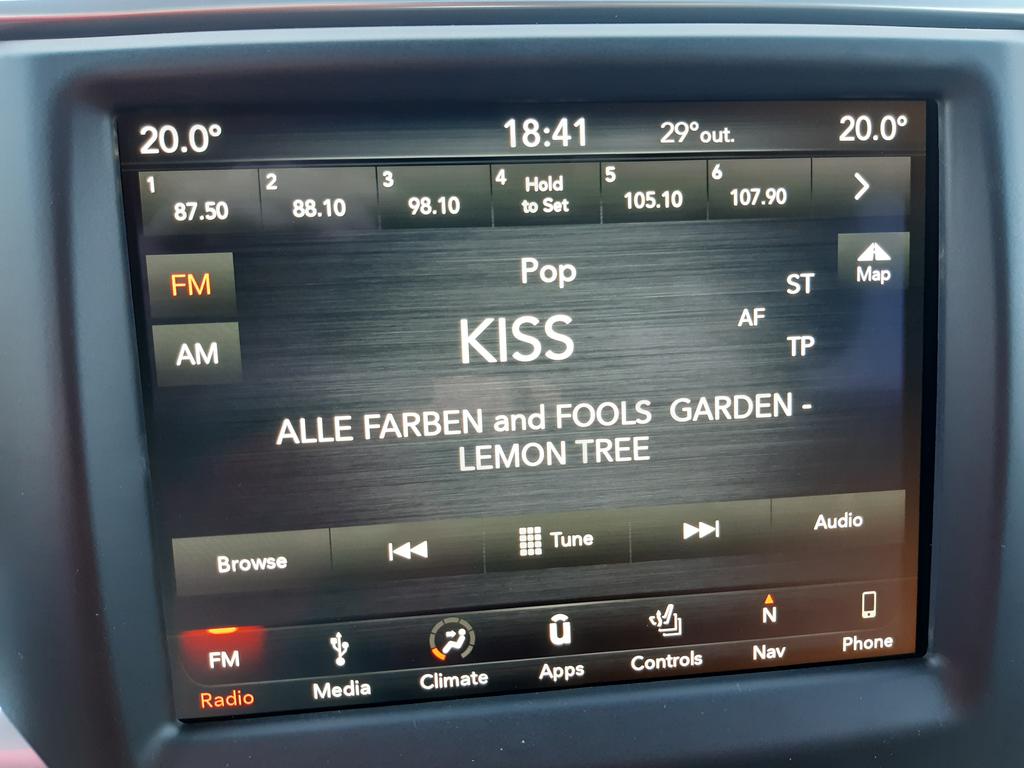 20.0° 18:41 29°out. 20.0°
1 87.50 2 88.10 3 98.10 4 Hold to Set 5 105.10 6 107.90
FM
AM
Pop
KISS
ST
AF
TP
Map
ALLE FARBEN and FOOLS GARDEN -
LEMON TREE
Browse Tune Audio
FM N
Radio Media Climate Apps Controls Nav Phone